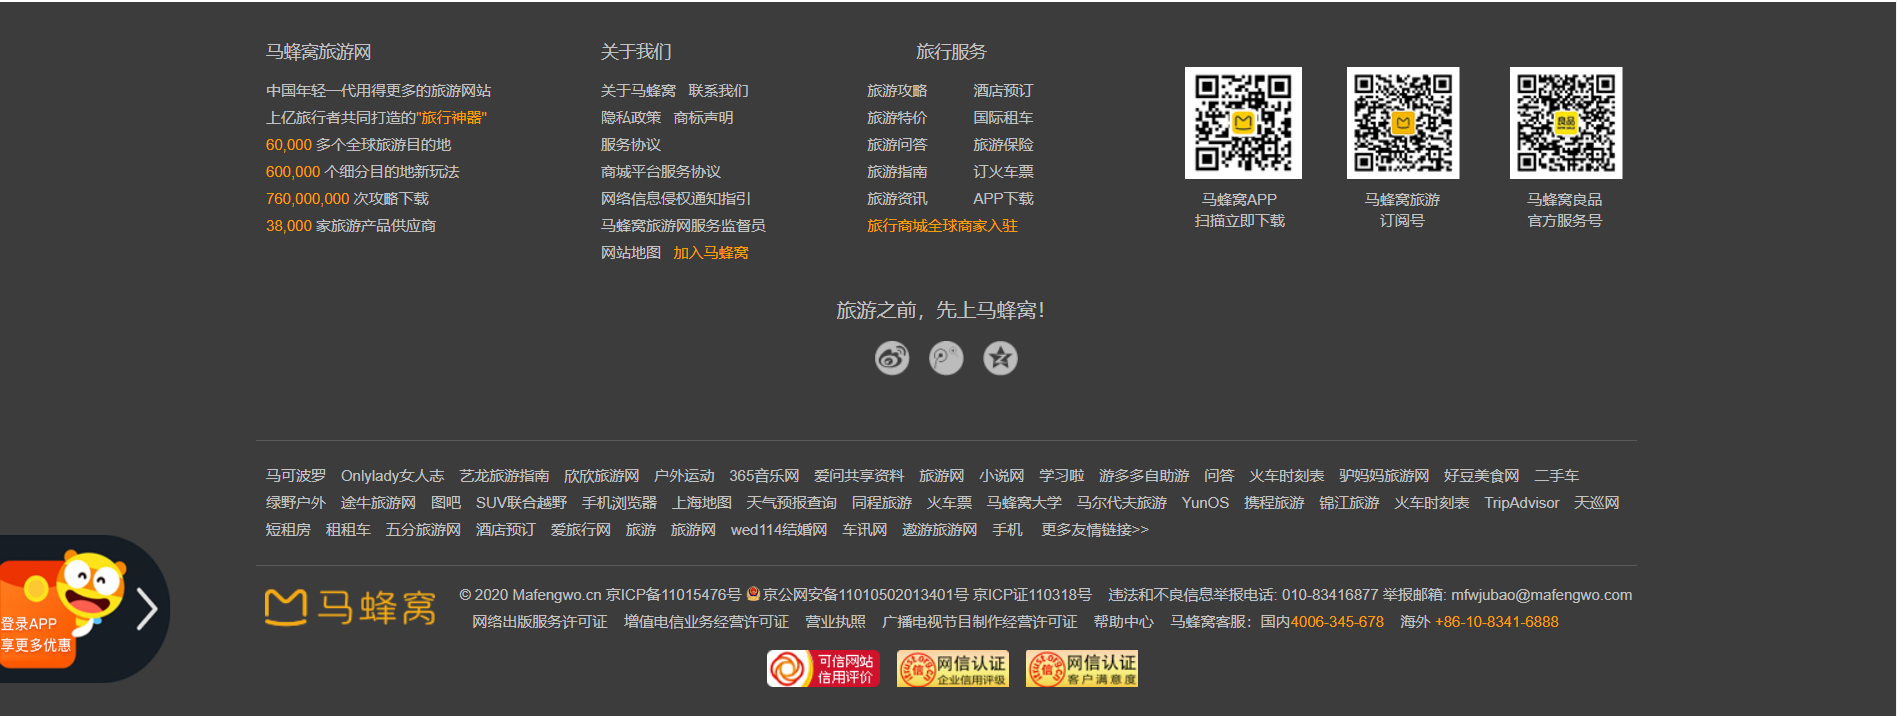 马蜂窝旅游网
中国年轻一代用得更多的旅游网站
上亿旅行者共同打造的"旅行神器"
60,000 多个全球旅游目的地
600,000 个细分目的地新玩法
760,000,000 次攻略下载
38,000 家旅游产品供应商
关于我们
关于马蜂窝 联系我们
隐私政策 商标声明
服务协议
商城平台服务协议
网络信息侵权通知指引
马蜂窝旅游网服务监督员
网站地图 加入马蜂窝
旅行服务
旅游攻略 酒店预订
旅游特价 国际租车
旅游问答 旅游保险
旅游指南 订火车票
旅游资讯 APP下载
旅行商城全球商家入驻
马蜂窝APP
扫描立即下载
马蜂窝旅游
订阅号
良品
马蜂窝良品
官方服务号
旅游之前，先上马蜂窝！
马可波罗 Onlylady女人志 艺龙旅游指南 欣欣旅游网 户外运动 365音乐网 爱问共享资料 旅游网 小说网 学习啦 游多多自助游 问答 火车时刻表 驴妈妈旅游网 好豆美食网 二手车
绿野户外 途牛旅游网 图吧 SUV联合越野 手机浏览器 上海地图 天气预报查询 同程旅游 火车票 马蜂窝大学 马尔代夫旅游 YunOS 携程旅游 锦江旅游 火车时刻表 TripAdvisor 天巡网
短租房 租租车 五分旅游网 酒店预订 爱旅行网 旅游 旅游网 wed114结婚网 车讯网 遨游旅游网 手机 更多友情链接>>
登录APP
享更多优惠
马蜂窝
© 2020 Mafengwo.cn 京ICP备11015476号 京公网安备11010502013401号 京ICP证110318号 违法和不良信息举报电话: 010-83416877 举报邮箱: mfwjubao@mafengwo.com
网络出版服务许可证 增值电信业务经营许可证 营业执照 广播电视节目制作经营许可证 帮助中心 马蜂窝客服：国内4006-345-678 海外 +86-10-8341-6888
可信网站
信用评价
信
网信认证
企业信用评级
信
网信认证
客户满意度